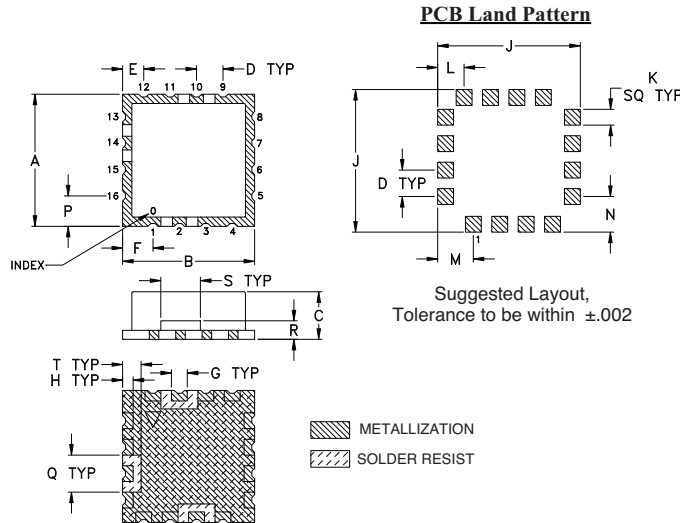 PCB Land Pattern
E
D TYP
12 11 10 9
13
14
15
16
8
7
6
5
A
P
0
1 2 3 4
F
INDEX
B
J
L
K
SQ TYP
J
D TYP
N
1
M
Suggested Layout,
Tolerance to be within ±.002
S TYP
C
R
T TYP
H TYP
G TYP
Q TYP
METALLIZATION
SOLDER RESIST